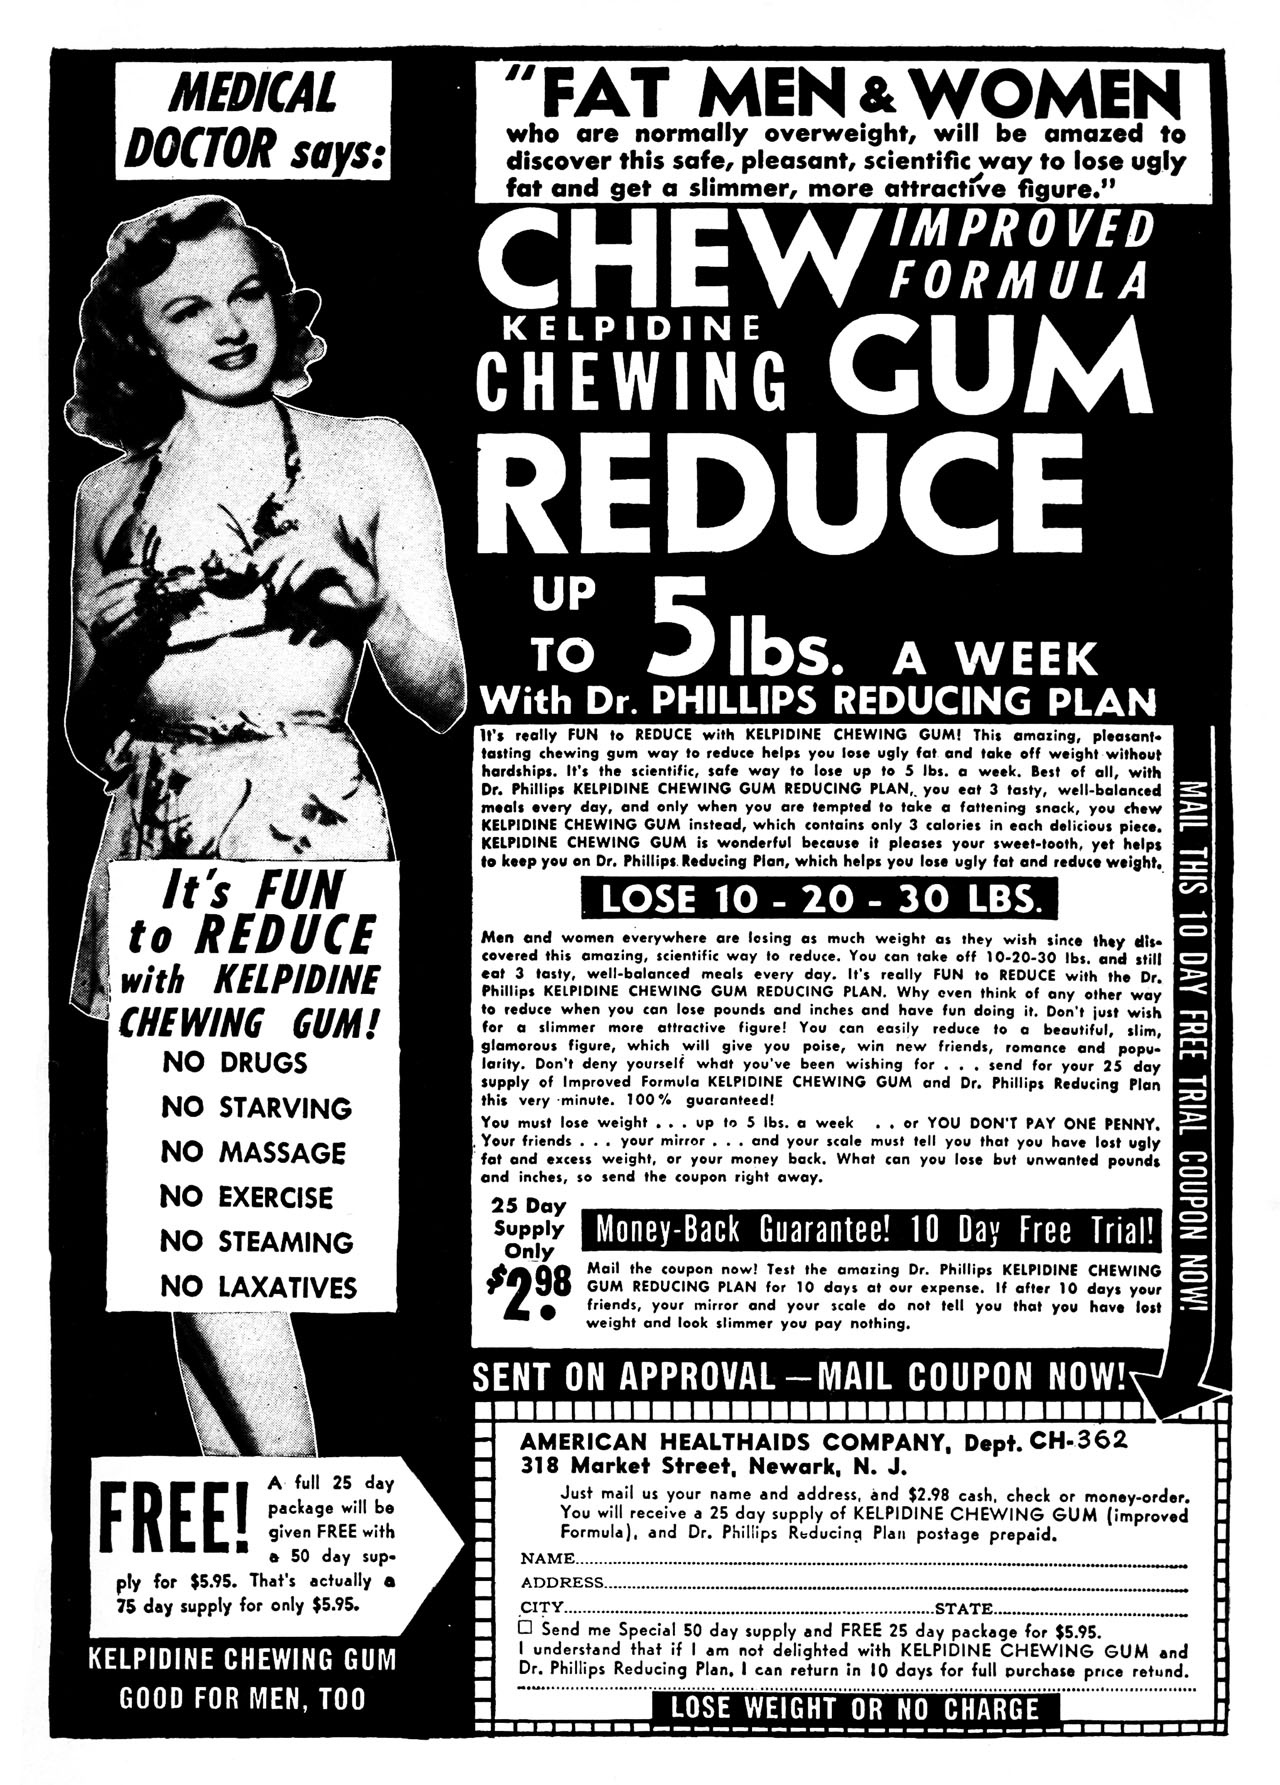 MEDICAL
DOCTOR says:
"FAT MEN & WOMEN
who are normally overweight, will be amazed to
discover this safe, pleasant, scientific way to lose ugly
fat and get a slimmer, more attractive figure."
CHEW IMPROVED
FORMULA
KELPIDINE
CHEWING GUM
REDUCE
UP
TO 5 lbs. A WEEK
With Dr. PHILLIPS REDUCING PLAN
It's really FUN to REDUCE with KELPIDINE CHEWING GUM! This amazing, pleasant-
tasting chewing gum way to reduce helps you lose ugly fat and take off weight without
hardships. It's the scientific, safe way to lose up to 5 lbs. a week. Best of all, with
Dr. Phillips KELPIDINE CHEWING GUM REDUCING PLAN, you eat 3 tasty, well-balanced
meals every day, and only when you are tempted to take a fattening snack, you chew
KELPIDINE CHEWING GUM instead, which contains only 3 calories in each delicious piece.
KELPIDINE CHEWING GUM is wonderful because it pleases your sweet-tooth, yet helps
to keep you on Dr. Phillips Reducing Plan, which helps you lose ugly fat and reduce weight.
LOSE 10 - 20 - 30 LBS.
Men and women everywhere are losing as much weight as they wish since they dis-
covered this amazing, scientific way to reduce. You can take off 10-20-30 lbs. and still
eat 3 tasty, well-balanced meals every day. It's really FUN to REDUCE with the Dr.
Phillips KELPIDINE CHEWING GUM REDUCING PLAN. Why even think of any other way
to reduce when you can lose pounds and inches and have fun doing it. Don't just wish
for a slimmer more attractive figure! You can easily reduce to a beautiful, slim,
glamorous figure, which will give you poise, win new friends, romance and popu-
larity. Don't deny yourself what you've been wishing for . . . send for your 25 day
supply of Improved Formula KELPIDINE CHEWING GUM and Dr. Phillips Reducing Plan
this very minute. 100% guaranteed!
You must lose weight . . . up to 5 lbs. a week . . or YOU DON'T PAY ONE PENNY.
Your friends . . . your mirror . . . and your scale must tell you that you have lost ugly
fat and excess weight, or your money back. What can you lose but unwanted pounds
and inches, so send the coupon right away.
25 Day
Supply
Only
$2.98
Money-Back Guarantee! 10 Day Free Trial!
Mail the coupon now! Test the amazing Dr. Phillips KELPIDINE CHEWING
GUM REDUCING PLAN for 10 days at our expense. If after 10 days your
friends, your mirror and your scale do not tell you that you have lost
weight and look slimmer you pay nothing.
MAIL THIS 10 DAY FREE TRIAL COUPON NOW!
It's FUN
to REDUCE
with KELPIDINE
CHEWING GUM!
NO DRUGS
NO STARVING
NO MASSAGE
NO EXERCISE
NO STEAMING
NO LAXATIVES
FREE!
A full 25 day
package will be
given FREE with
a 50 day sup-
ply for $5.95. That's actually a
75 day supply for only $5.95.
KELPIDINE CHEWING GUM
GOOD FOR MEN, TOO
SENT ON APPROVAL — MAIL COUPON NOW!
AMERICAN HEALTHAIDS COMPANY, Dept. CH-362
318 Market Street, Newark, N. J.
Just mail us your name and address, and $2.98 cash, check or money-order.
You will receive a 25 day supply of KELPIDINE CHEWING GUM (improved
Formula), and Dr. Phillips Reducing Plan postage prepaid.
NAME
ADDRESS
CITY STATE
☐ Send me Special 50 day supply and FREE 25 day package for $5.95.
I understand that if I am not delighted with KELPIDINE CHEWING GUM and
Dr. Phillips Reducing Plan, I can return in 10 days for full purchase price refund.
LOSE WEIGHT OR NO CHARGE